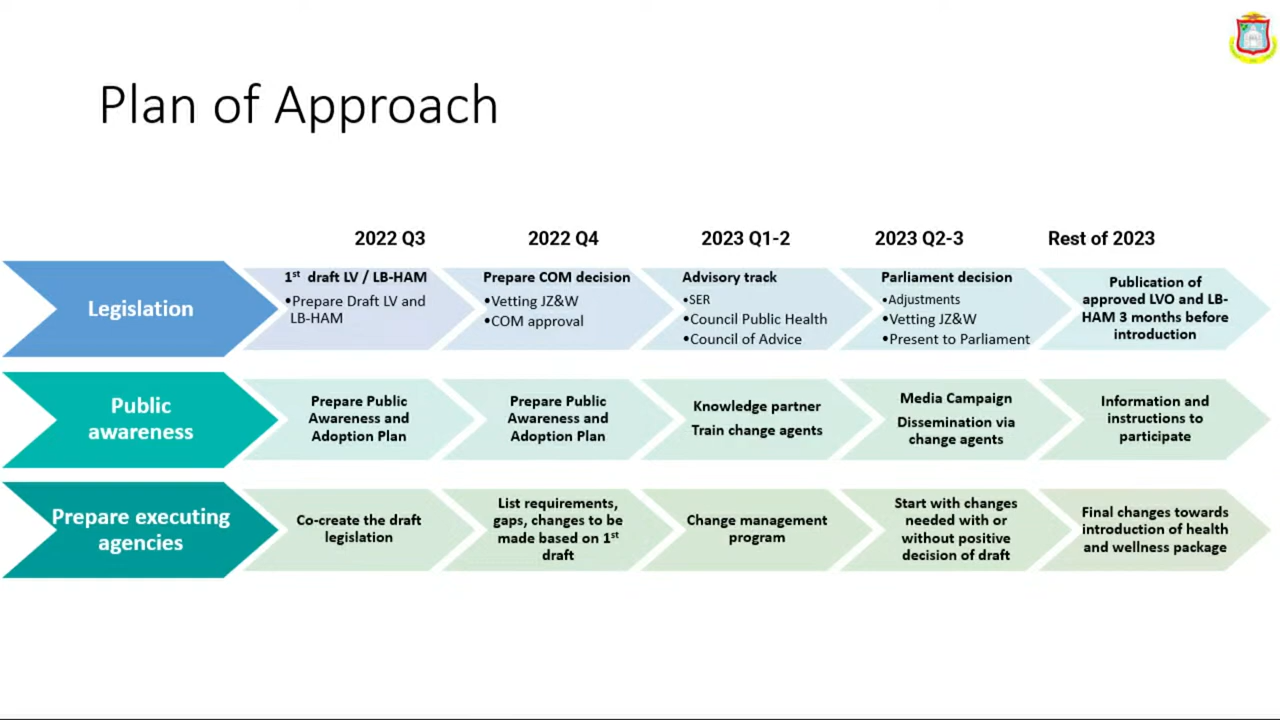 Plan of Approach
2022 Q3
2022 Q4
2023 Q1-2
2023 Q2-3
Rest of 2023
Legislation
1st draft LV / LB-HAM
•Prepare Draft LV and
LB-HAM
Prepare COM decision
•Vetting JZ&W
•COM approval
Advisory track
•SER
•Council Public Health
•Council of Advice
Parliament decision
•Adjustments
•Vetting JZ&W
•Present to Parliament
Publication of
approved LVO and LB-
HAM 3 months before
introduction
Public
awareness
Prepare Public
Awareness and
Adoption Plan
Prepare Public
Awareness and
Adoption Plan
Knowledge partner
Train change agents
Media Campaign
Dissemination via
change agents
Information and
instructions to
participate
Prepare executing
agencies
Co-create the draft
legislation
List requirements,
gaps, changes to be
made based on 1st
draft
Change management
program
Start with changes
needed with or
without positive
decision of draft
Final changes towards
introduction of health
and wellness package